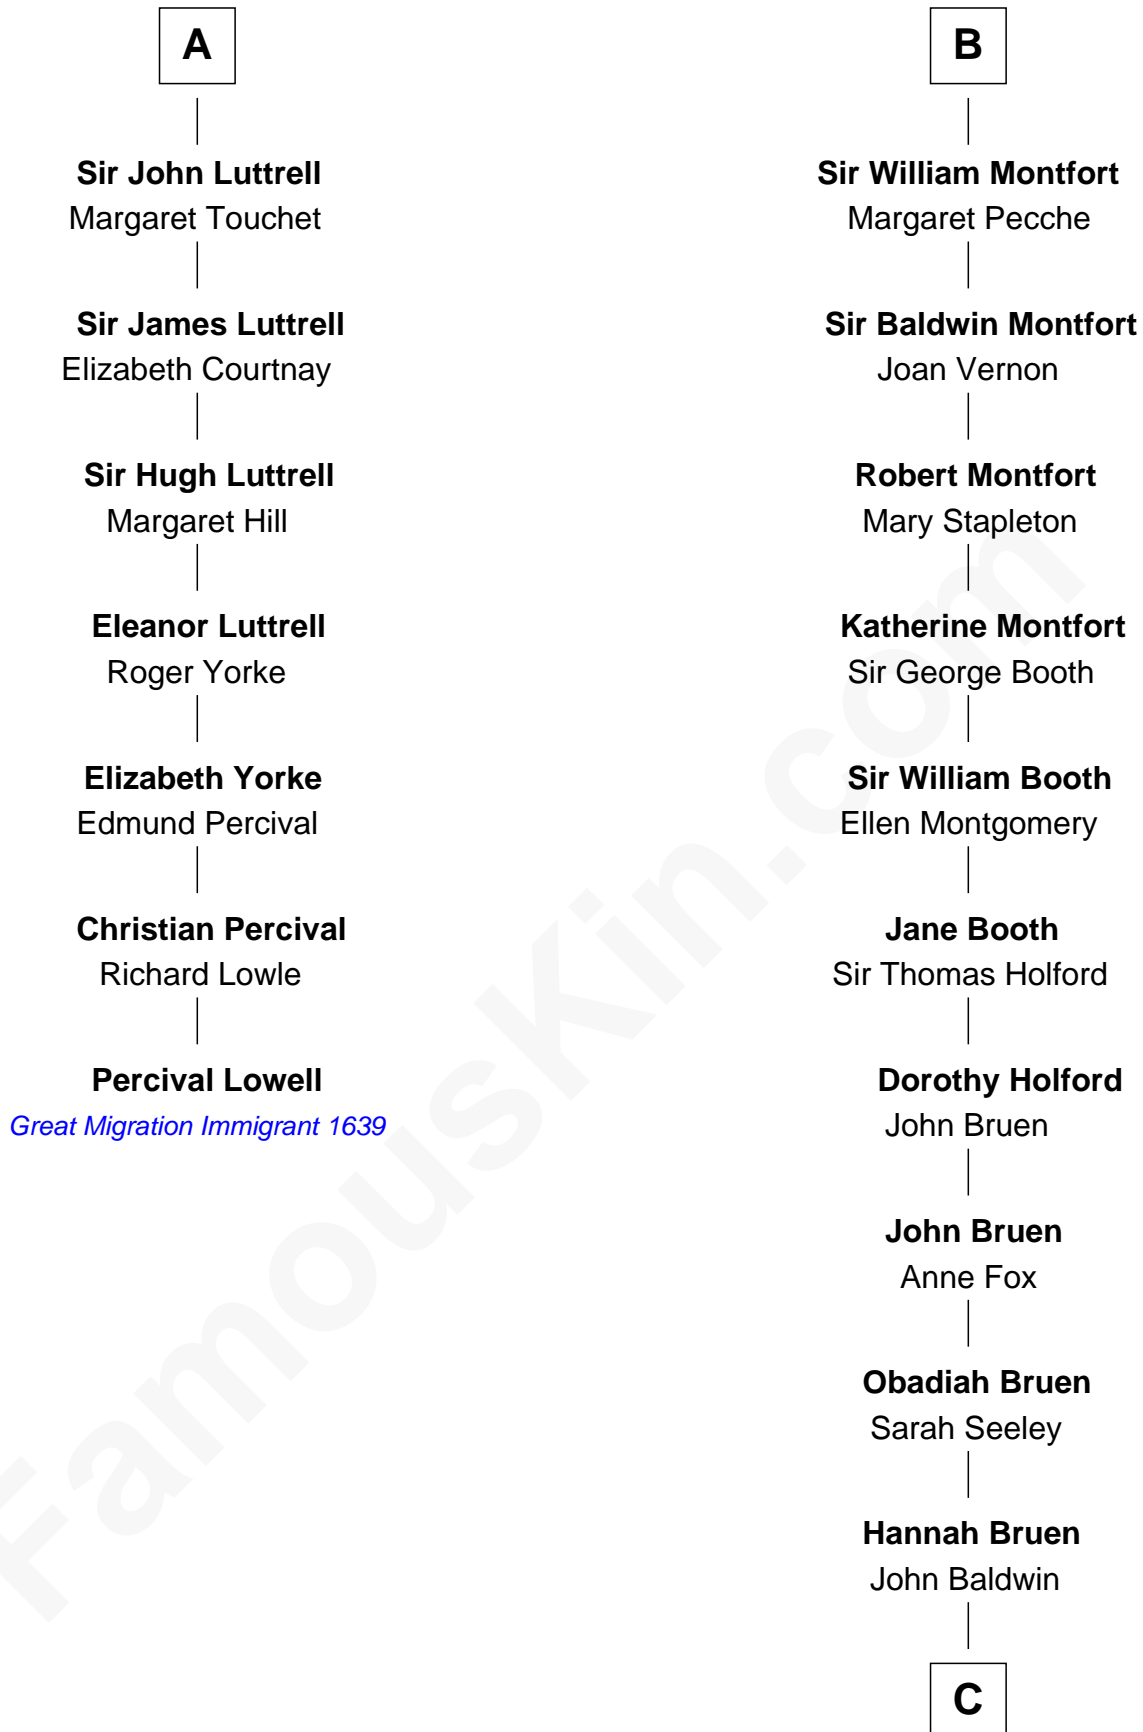 A
Sir John Luttrell
Margaret Touchet
Sir James Luttrell
Elizabeth Courtnay
Sir Hugh Luttrell
Margaret Hill
Eleanor Luttrell
Roger Yorke
Elizabeth Yorke
Edmund Percival
Christian Percival
Richard Lowle
Percival Lowell
Great Migration Immigrant 1639
B
Sir William Montfort
Margaret Pecche
Sir Baldwin Montfort
Joan Vernon
Robert Montfort
Mary Stapleton
Katherine Montfort
Sir George Booth
Sir William Booth
Ellen Montgomery
Jane Booth
Sir Thomas Holford
Dorothy Holford
John Bruen
John Bruen
Anne Fox
Obadiah Bruen
Sarah Seeley
Hannah Bruen
John Baldwin
C
FamousKin.com